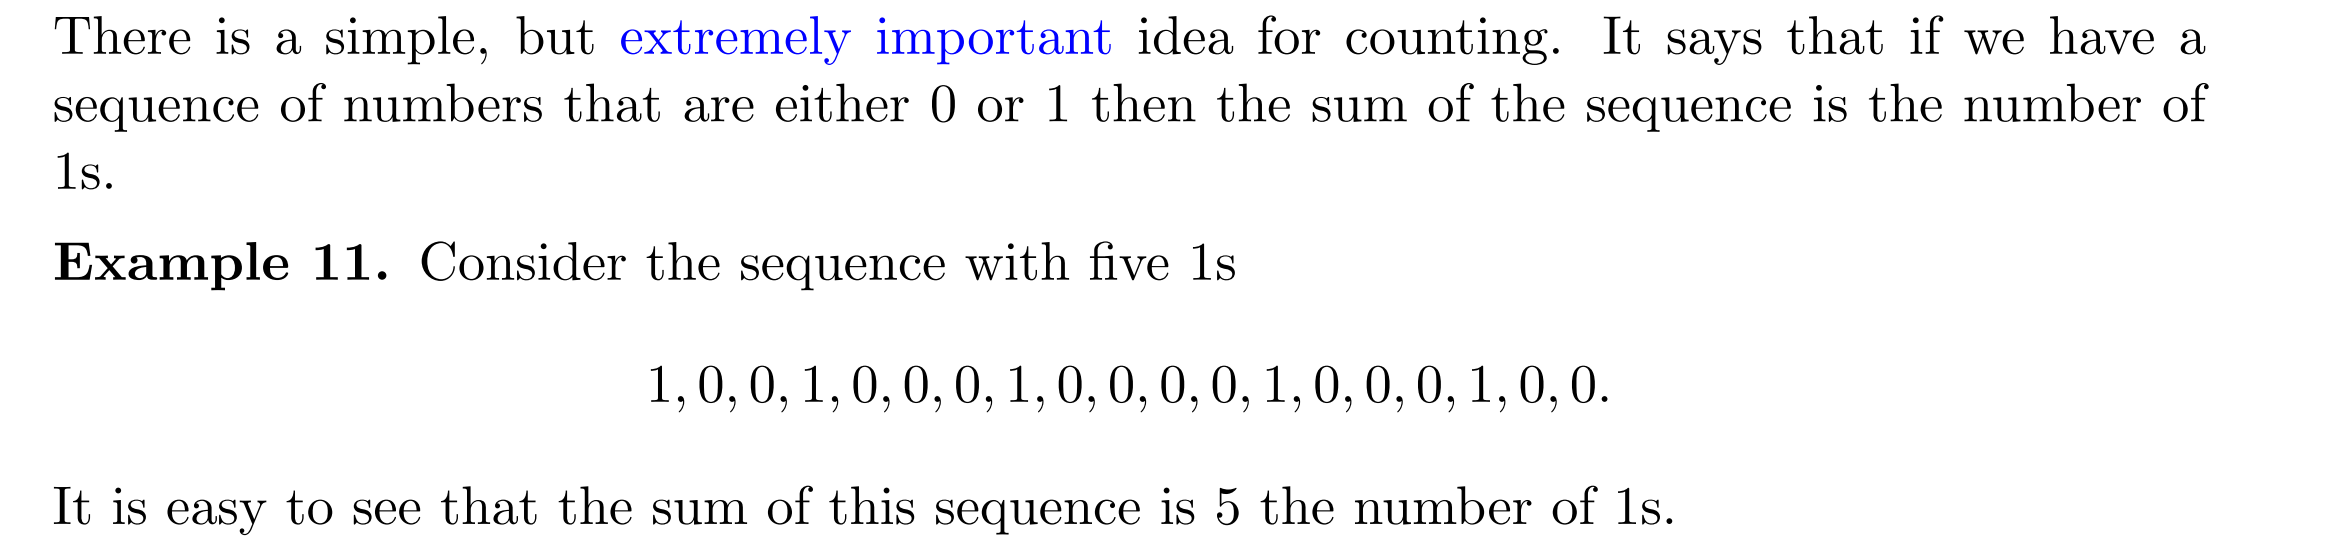 There is a simple, but extremely important idea for counting. It says that if we have a
sequence of numbers that are either 0 or 1 then the sum of the sequence is the number of
1s.
Example 11. Consider the sequence with five 1s
1, 0, 0, 1, 0, 0, 0, 1, 0, 0, 0, 0, 1, 0, 0, 0, 1, 0, 0.
It is easy to see that the sum of this sequence is 5 the number of 1s.